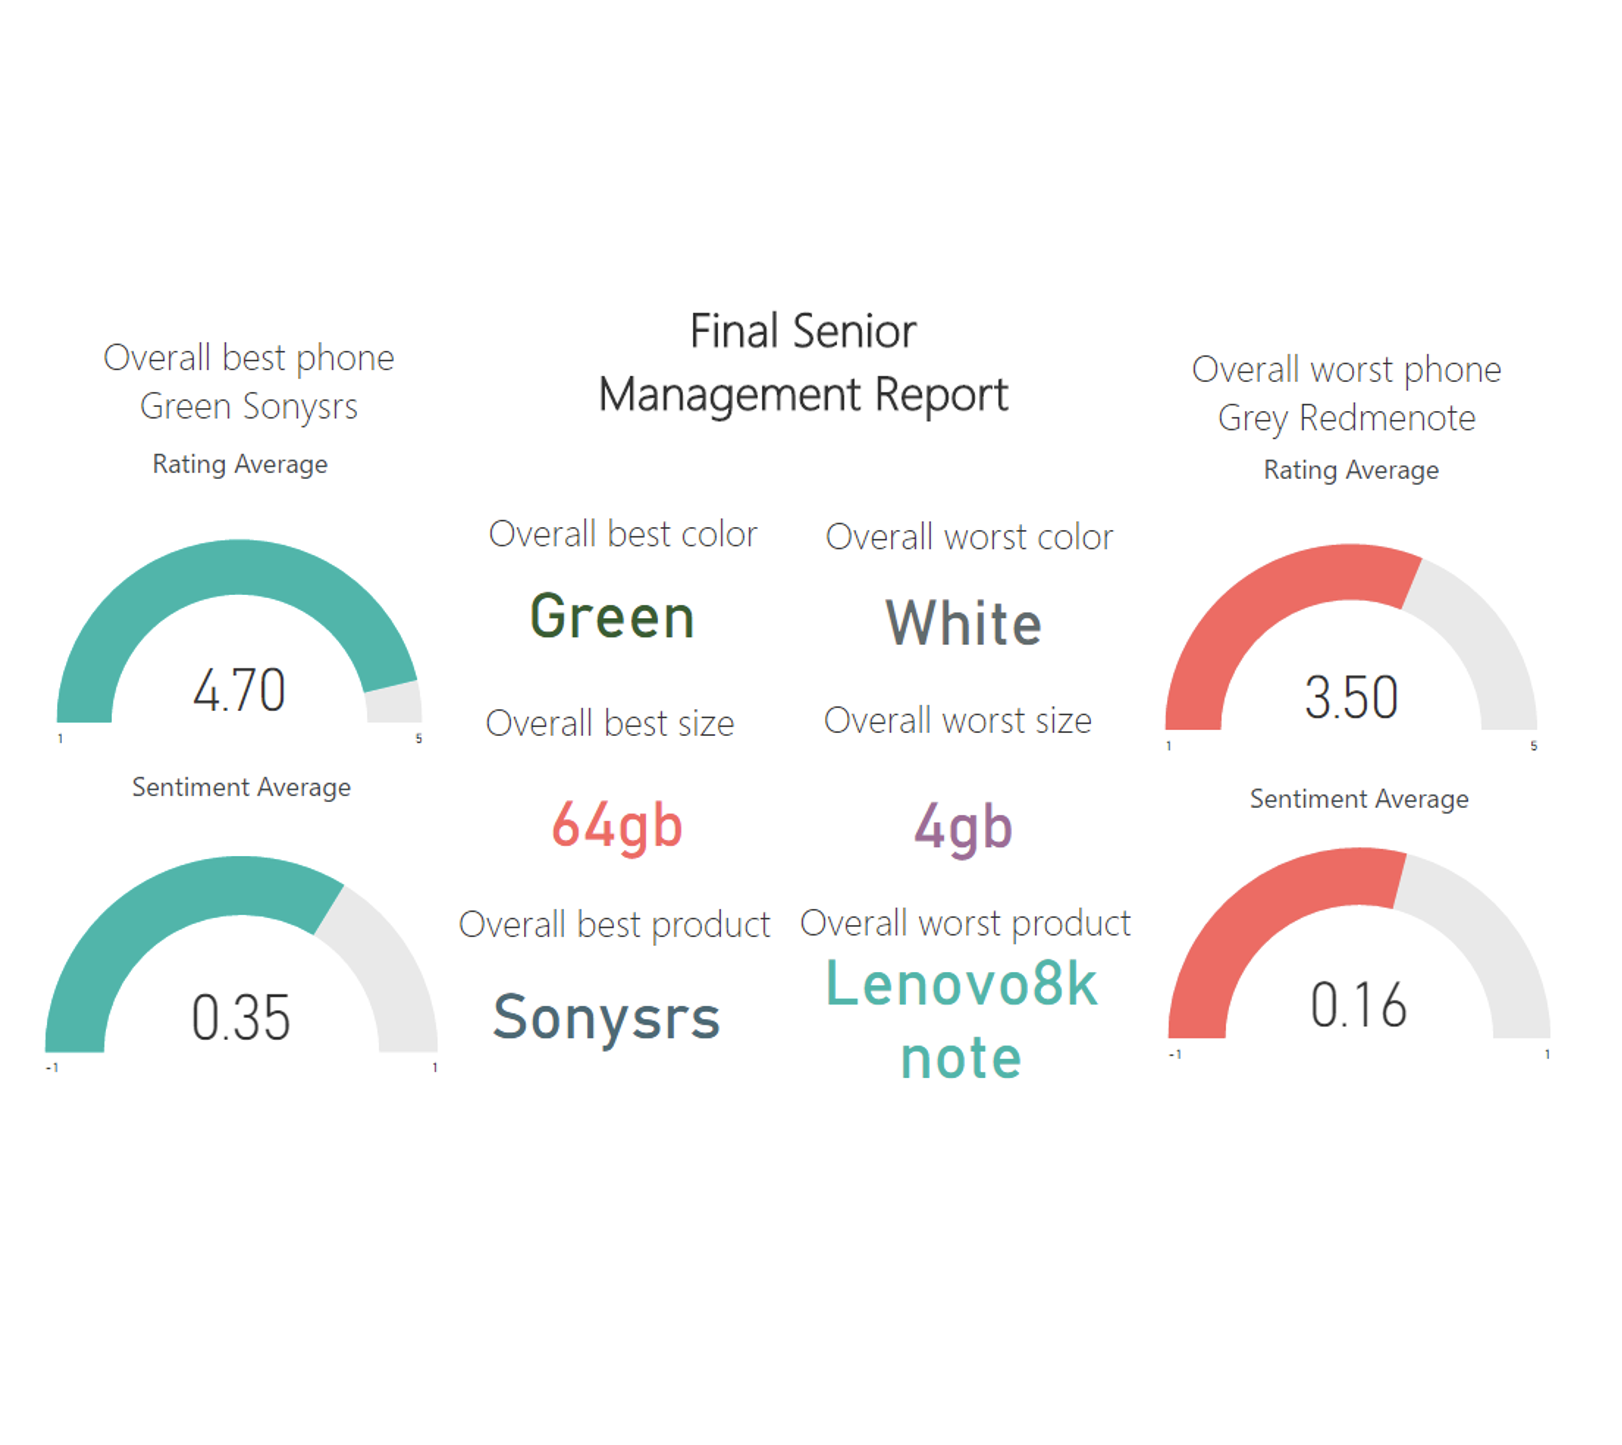 Final Senior
Management Report
Overall best phone
Green Sonysrs
Rating Average
4.70
1
5
Sentiment Average
0.35
-1
1
Overall best color
Green
Overall best size
64gb
Overall best product
Sonysrs
Overall worst color
White
Overall worst size
4gb
Overall worst product
Lenovo8k
note
Overall worst phone
Grey Redmenote
Rating Average
3.50
1
5
Sentiment Average
0.16
-1
1